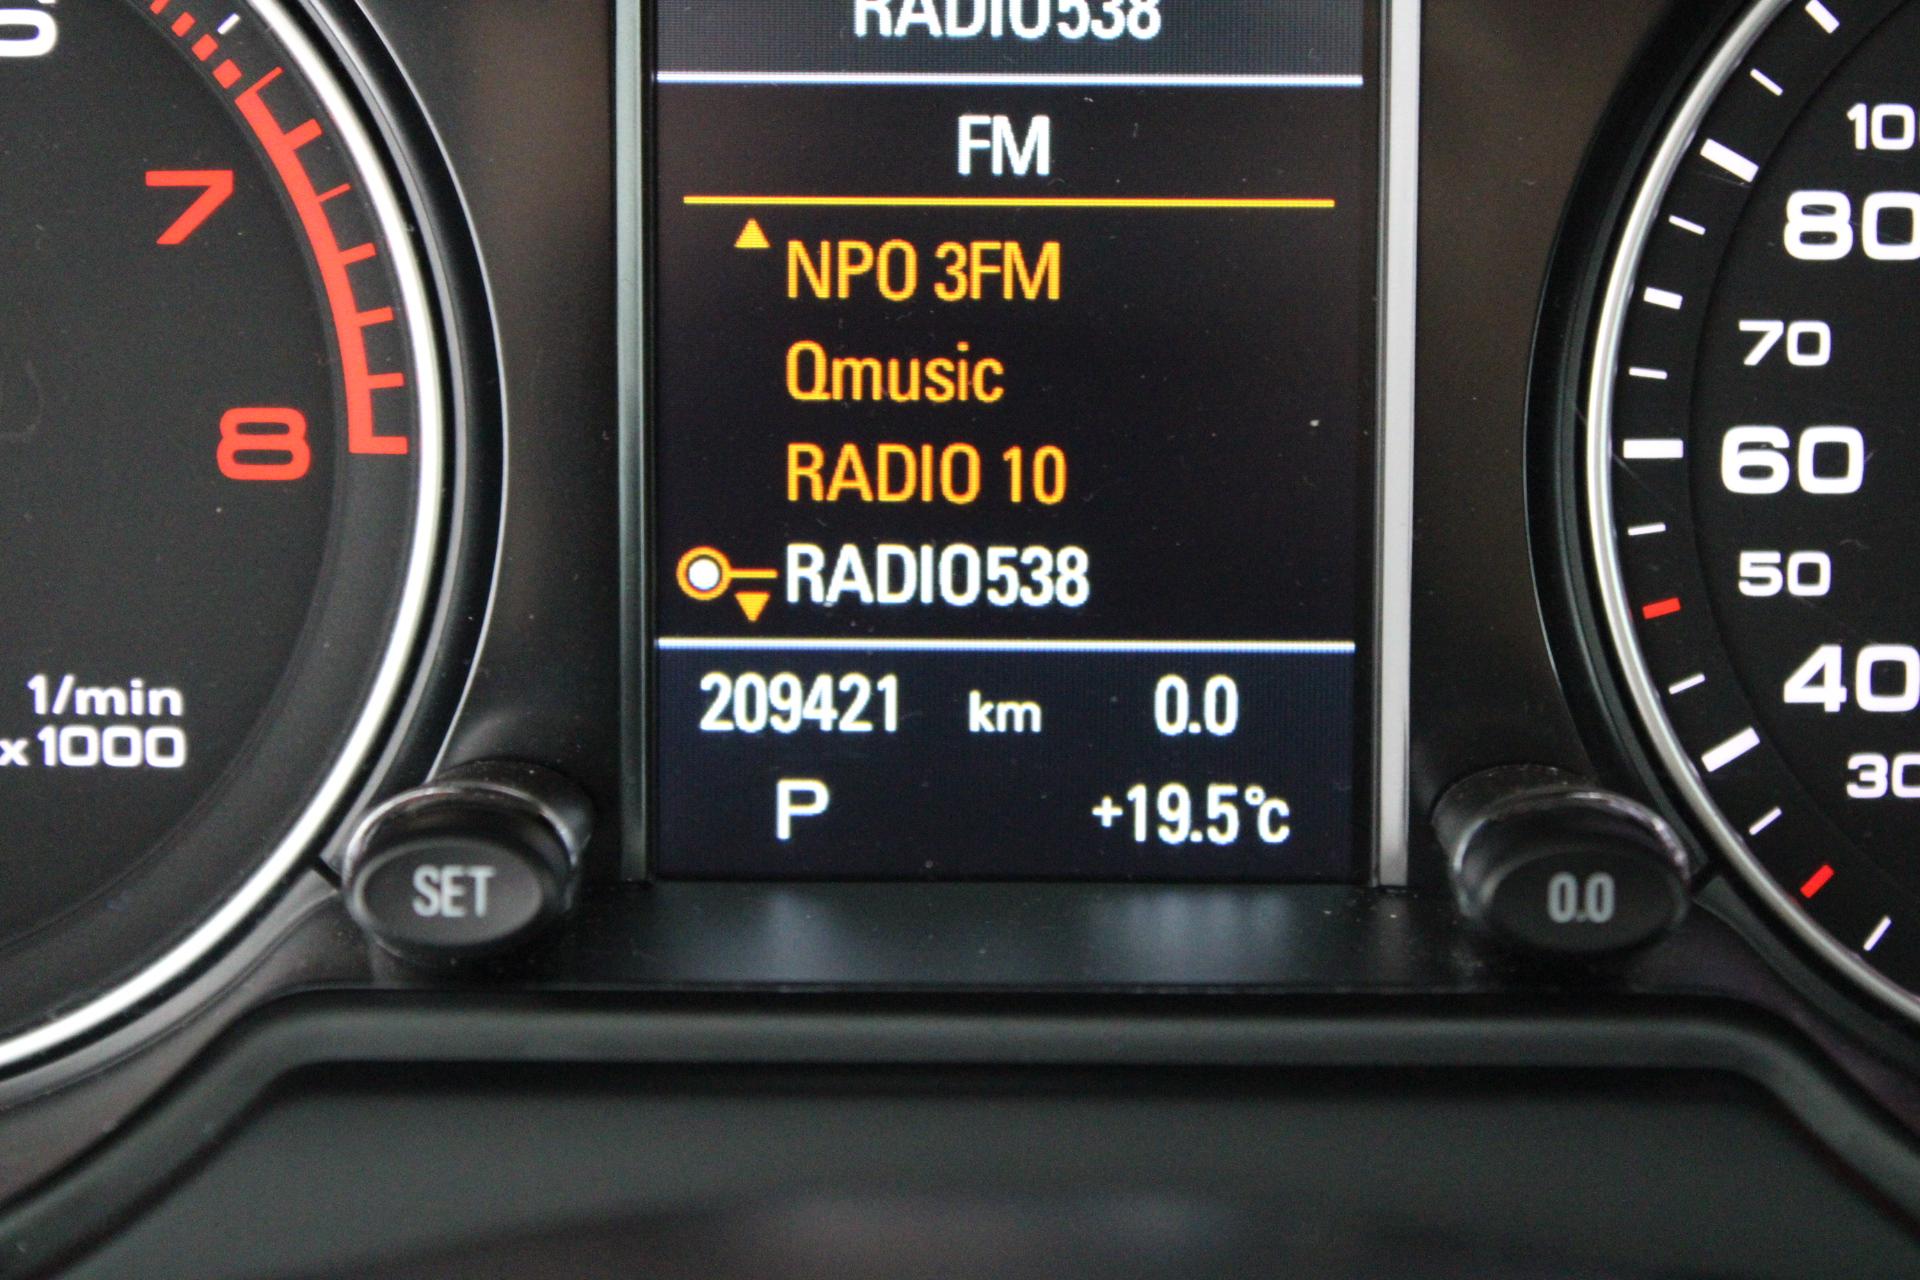 RADIO538
FM
NPO 3FM
Qmusic
RADIO 10
RADIO538
209421 km 0.0
P +19.5°C
SET
0.0
7
8
1/min
x1000
80
70
60
50
40
30